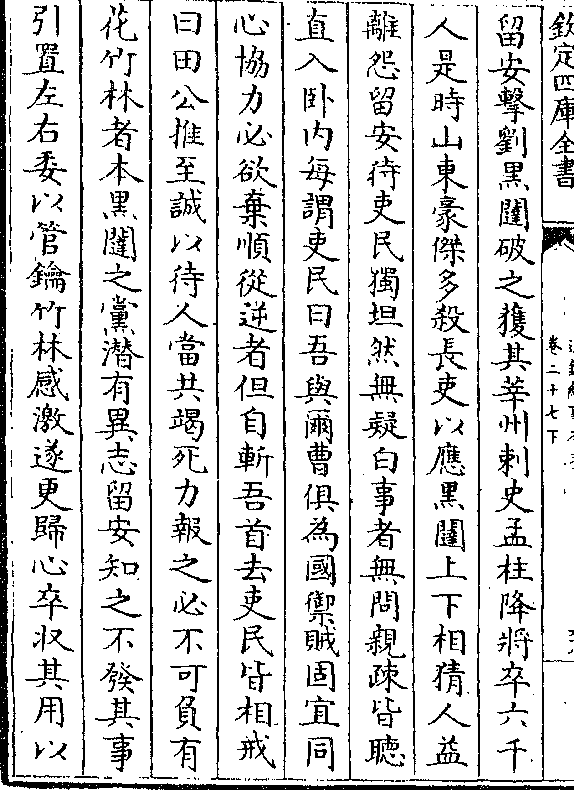 欽定四庫全書
卷二十七下
留安擊劉黑闥破之獲其莘州刺史孟柱降將卒六千
人是時山東豪傑多殺長吏以應黑闥上下相猜人益
離怨留安待吏民獨坦然無疑白事者無問親疎皆聽
直入卧内每謂吏民曰吾與爾曹俱為國禦賊固宜同
心協力必欲棄順從逆者但自斬吾首去吏民皆相戒
曰田公推至誠以待人當共竭死力報之必不可負有
花竹林者本黑闥之黨潛有異志留安知之不發其事
引置左右委以管鑰竹林感激遂更歸心卒收其用以